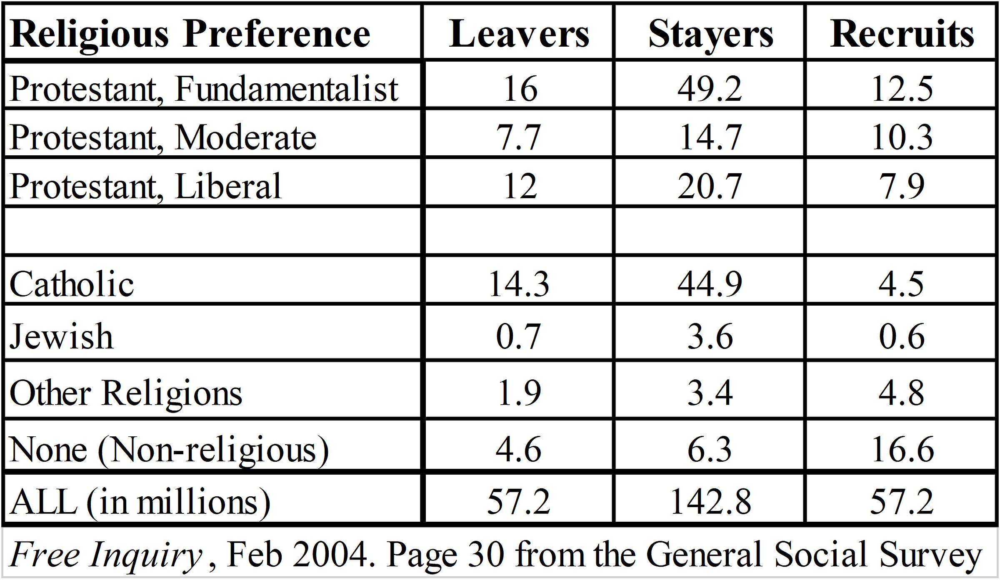 Religious Preference Leavers Stayers Recruits
Protestant, Fundamentalist 16 49.2 12.5
Protestant, Moderate 7.7 14.7 10.3
Protestant, Liberal 12 20.7 7.9
Catholic 14.3 44.9 4.5
Jewish 0.7 3.6 0.6
Other Religions 1.9 3.4 4.8
None (Non-religious) 4.6 6.3 16.6
ALL (in millions) 57.2 142.8 57.2
Free Inquiry, Feb 2004. Page 30 from the General Social Survey